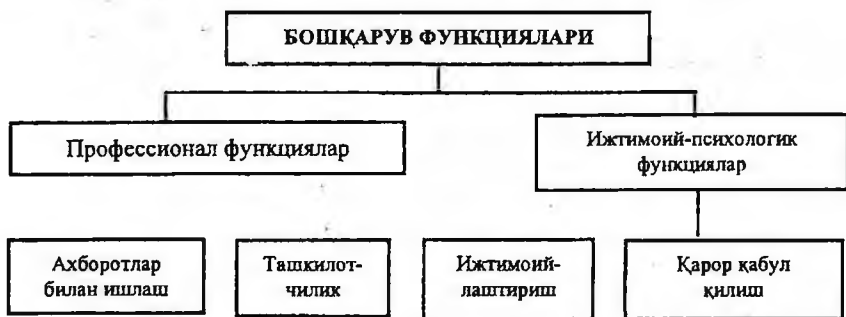 БОШҚАРУВ ФУНКЦИЯЛАРИ
Профессионал функциялар
Ижтимоий-психологик
функциялар
Ахборотлар
билан ишлаш
Ташкилот-
чилик
Ижтимоий-
лаштириш
Қарор қабул
қилиш